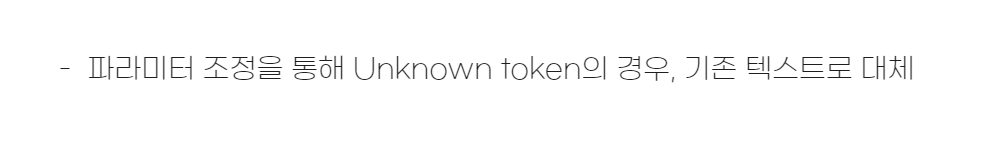 - 파라미터 조정을 통해 Unknown token의 경우, 기존 텍스트로 대체